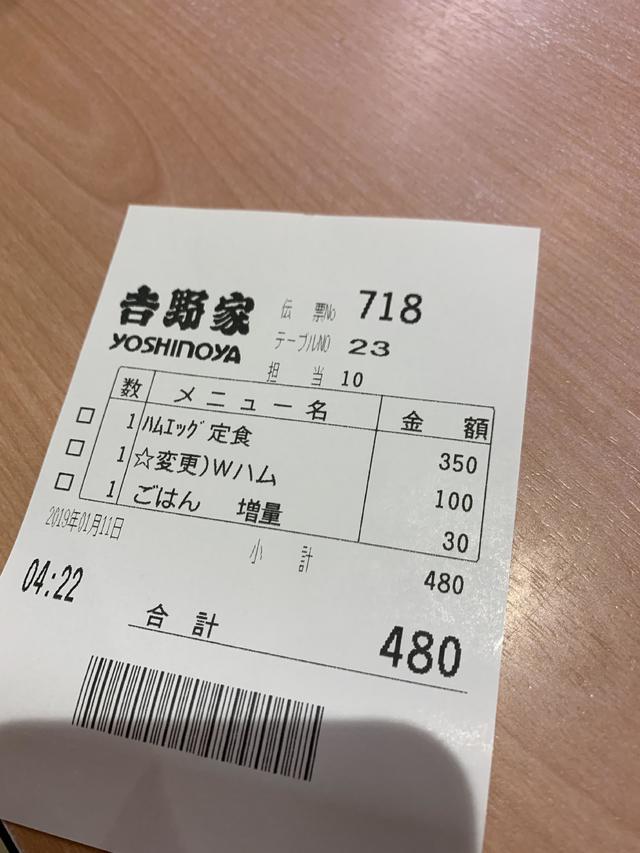 吉野家
YOSHINOYA
伝 票No 718
テーブルNO 23
担 当 10
数 メニュー名 金 額
1 ﾊﾑｴｯｸﾞ定食 350
1 ☆変更)Wハム 100
1 ごはん 増量 30
2019年01月11日
小 計 480
04:22
合 計 480